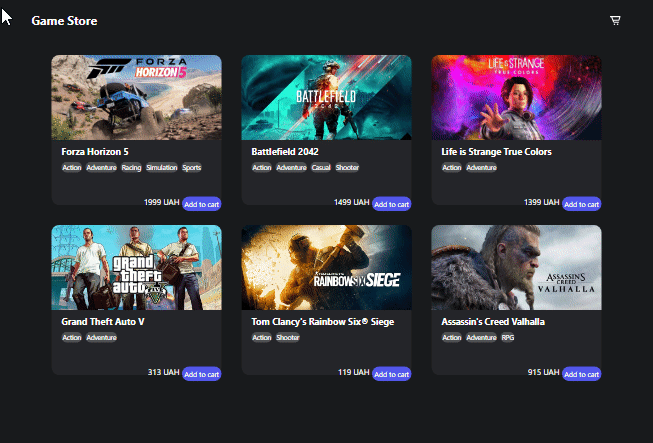 Game Store
FORZA
HORIZON 5
BATTLEFIELD
2042
LIFE IS STRANGE
TRUE COLORS
Forza Horizon 5
Battlefield 2042
Life is Strange True Colors
Action Adventure Racing Simulation Sports
Action Adventure Casual Shooter
Action Adventure
1999 UAH Add to cart
1499 UAH Add to cart
1399 UAH Add to cart
grand
theft
auto
V
RAINBOW SIX SIEGE
ASSASSIN'S
CREED
VALHALLA
Grand Theft Auto V
Tom Clancy's Rainbow Six® Siege
Assassin's Creed Valhalla
Action Adventure
Action Shooter
Action Adventure RPG
313 UAH Add to cart
119 UAH Add to cart
915 UAH Add to cart